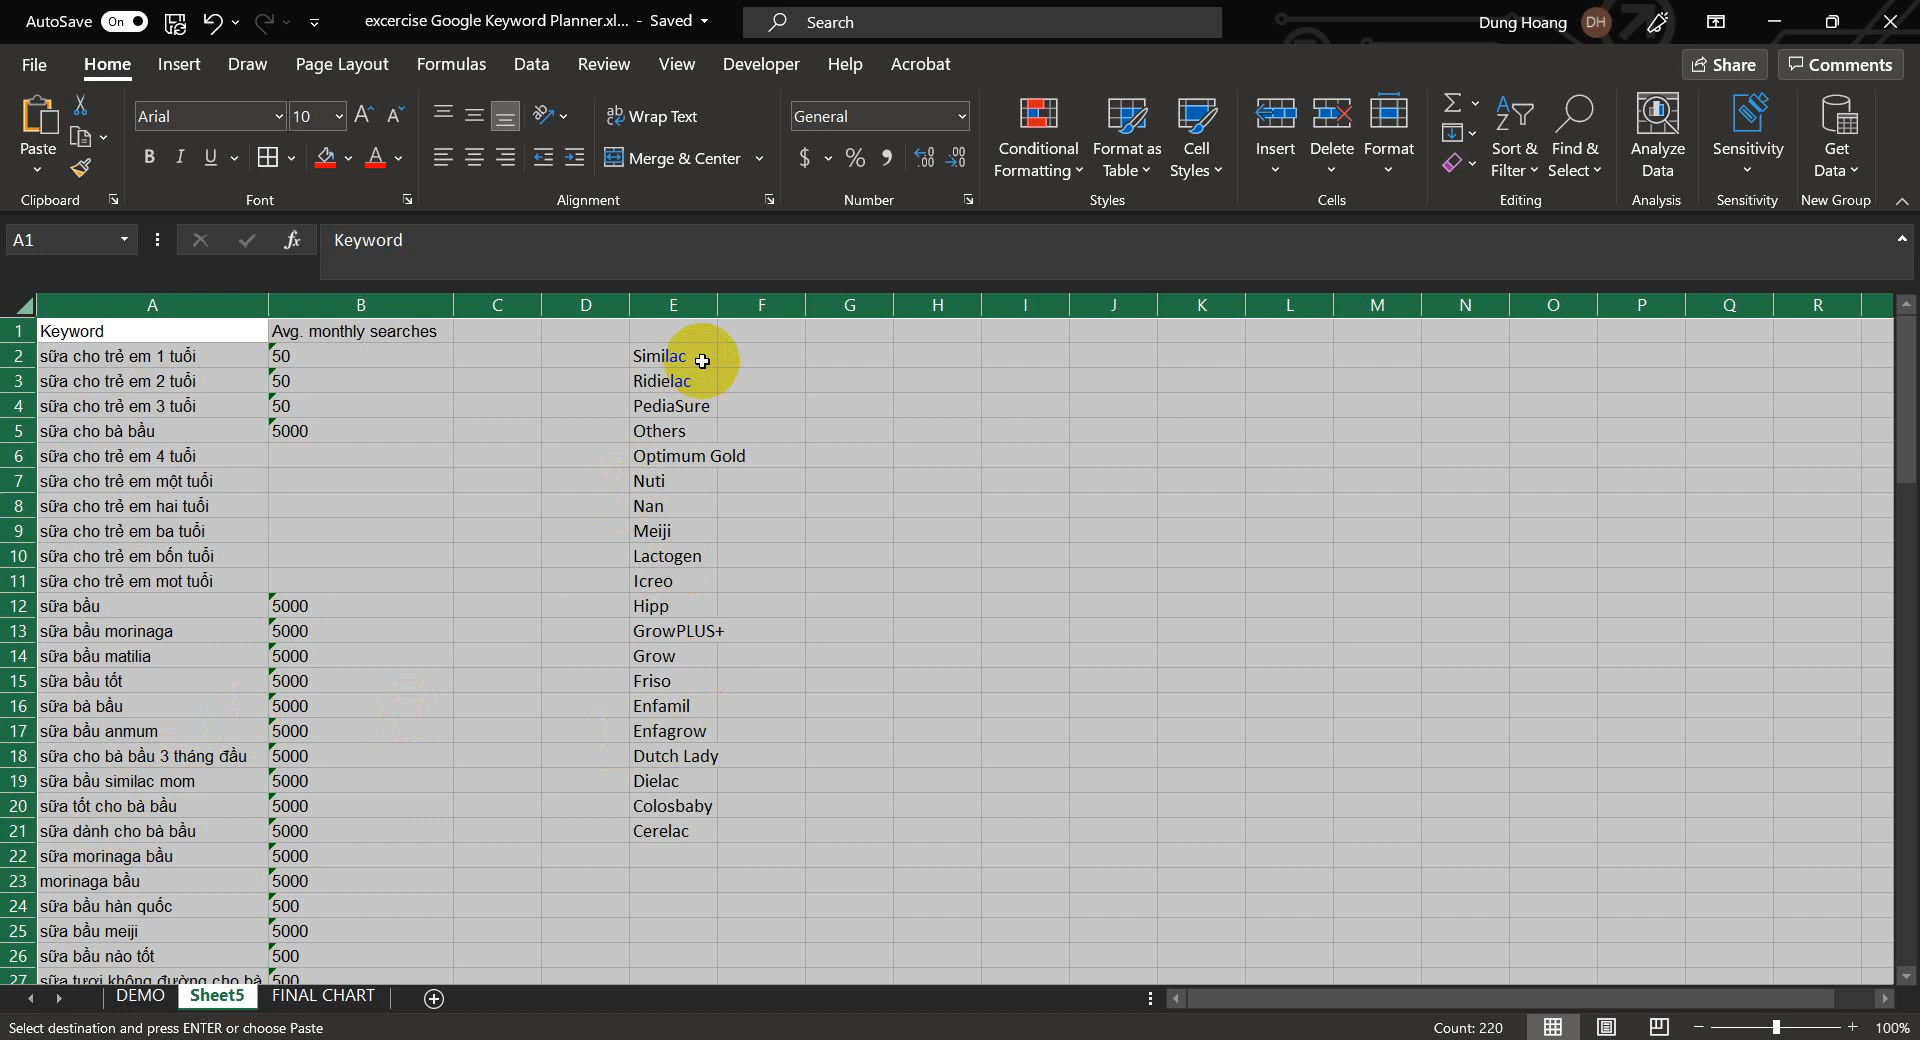 AutoSave On excercise Google Keyword Planner.xl... - Saved Search Dung Hoang DH
File Home Insert Draw Page Layout Formulas Data Review View Developer Help Acrobat Share Comments
Arial 10 Wrap Text General
Paste B I U Merge & Center $ % Conditional Formatting Format as Table Cell Styles Insert Delete Format Sort & Filter Find & Select Analyze Data Sensitivity Get Data
Clipboard Font Alignment Number Styles Cells Editing Analysis Sensitivity New Group
A1 fx Keyword
A B C D E F G H I J K L M N O P Q R
1 Keyword Avg. monthly searches
2 sữa cho trẻ em 1 tuổi 50 Similac
3 sữa cho trẻ em 2 tuổi 50 Ridielac
4 sữa cho trẻ em 3 tuổi 50 PediaSure
5 sữa cho bà bầu 5000 Others
6 sữa cho trẻ em 4 tuổi Optimum Gold
7 sữa cho trẻ em một tuổi Nuti
8 sữa cho trẻ em hai tuổi Nan
9 sữa cho trẻ em ba tuổi Meiji
10 sữa cho trẻ em bốn tuổi Lactogen
11 sữa cho trẻ em mot tuổi Icreo
12 sữa bầu 5000 Hipp
13 sữa bầu morinaga 5000 GrowPLUS+
14 sữa bầu matilia 5000 Grow
15 sữa bầu tốt 5000 Friso
16 sữa bà bầu 5000 Enfamil
17 sữa bầu anmum 5000 Enfagrow
18 sữa cho bà bầu 3 tháng đầu 5000 Dutch Lady
19 sữa bầu similac mom 5000 Dielac
20 sữa tốt cho bà bầu 5000 Colosbaby
21 sữa dành cho bà bầu 5000 Cerelac
22 sữa morinaga bầu 5000
23 morinaga bầu 5000
24 sữa bầu hàn quốc 500
25 sữa bầu meiji 5000
26 sữa bầu nào tốt 500
27 sữa tươi không đường cho bà 500
DEMO Sheet5 FINAL CHART
Select destination and press ENTER or choose Paste Count: 220 100%